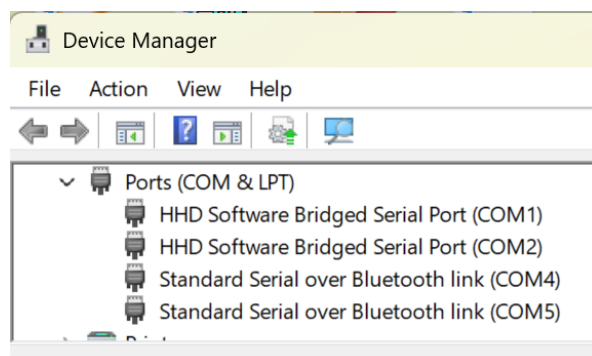 Device Manager
File Action View Help
Ports (COM & LPT)
HHD Software Bridged Serial Port (COM1)
HHD Software Bridged Serial Port (COM2)
Standard Serial over Bluetooth link (COM4)
Standard Serial over Bluetooth link (COM5)